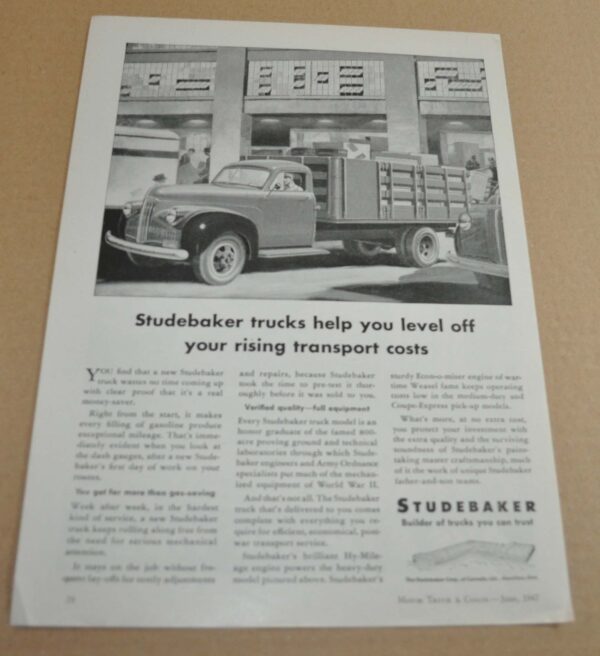 Studebaker trucks help you level off
your rising transport costs
YOU find that a new Studebaker
truck wastes no time coming up
with clear proof that it's a real
money-saver.
Right from the start, it makes
every filling of gasoline produce
exceptional mileage. That's imme-
diately evident when you look at
the dash gauges, after a new Stude-
baker's first day of work on your
routes.
You get far more than gas-saving
Week after week, in the hardest
kind of service, a new Studebaker
truck keeps rolling along free from
the need for serious mechanical
attention.
It stays on the job without fre-
quent lay-offs for costly adjustments
and repairs, because Studebaker
took the time to pre-test it thor-
oughly before it was sold to you.
Verified quality—full equipment
Every Studebaker truck model is an
honor graduate of the famed 800-
acre proving ground and technical
laboratories through which Stude-
baker engineers and Army Ordnance
specialists put much of the mechan-
ized equipment of World War II.
And that's not all. The Studebaker
truck that's delivered to you comes
complete with everything you re-
quire for efficient, economical, post-
war transport service.
Studebaker's brilliant Hy-Mile-
age engine powers the heavy-duty
model pictured above. Studebaker's
sturdy Econ-o-miser engine of war-
time Weasel fame keeps operating
costs low in the medium-duty and
Coupe-Express pick-up models.
What's more, at no extra cost,
you protect your investment with
the extra quality and the surviving
soundness of Studebaker's pains-
taking master craftsmanship, much
of it the work of unique Studebaker
father-and-son teams.
STUDEBAKER
Builder of trucks you can trust
The Studebaker Corp. of Canada, Ltd., Hamilton, Ont.
MOTOR TRUCK & COACH—June, 1947